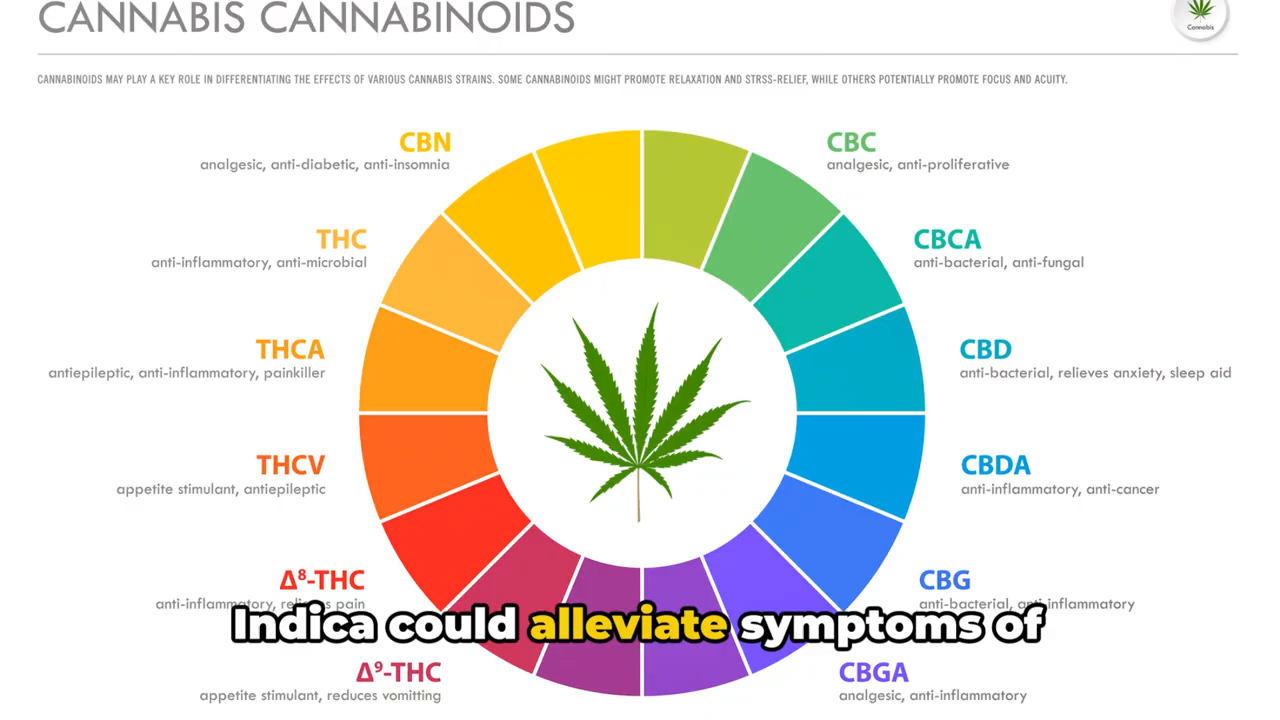 CANNABIS CANNABINOIDS
Cannabis
CANNABINOIDS MAY PLAY A KEY ROLE IN DIFFERENTIATING THE EFFECTS OF VARIOUS CANNABIS STRAINS. SOME CANNABINOIDS MIGHT PROMOTE RELAXATION AND STRSS-RELIEF, WHILE OTHERS POTENTIALLY PROMOTE FOCUS AND ACUITY.
CBN
analgesic, anti-diabetic, anti-insomnia
CBC
analgesic, anti-proliferative
THC
anti-inflammatory, anti-microbial
CBCA
anti-bacterial, anti-fungal
THCA
antiepileptic, anti-inflammatory, painkiller
CBD
anti-bacterial, relieves anxiety, sleep aid
THCV
appetite stimulant, antiepileptic
CBDA
anti-inflammatory, anti-cancer
Δ⁸-THC
anti-inflammatory, relieves pain
CBG
anti-bacterial, anti-inflammatory
Indica could alleviate symptoms of
Δ⁹-THC
appetite stimulant, reduces vomitting
CBGA
analgesic, anti-inflammatory